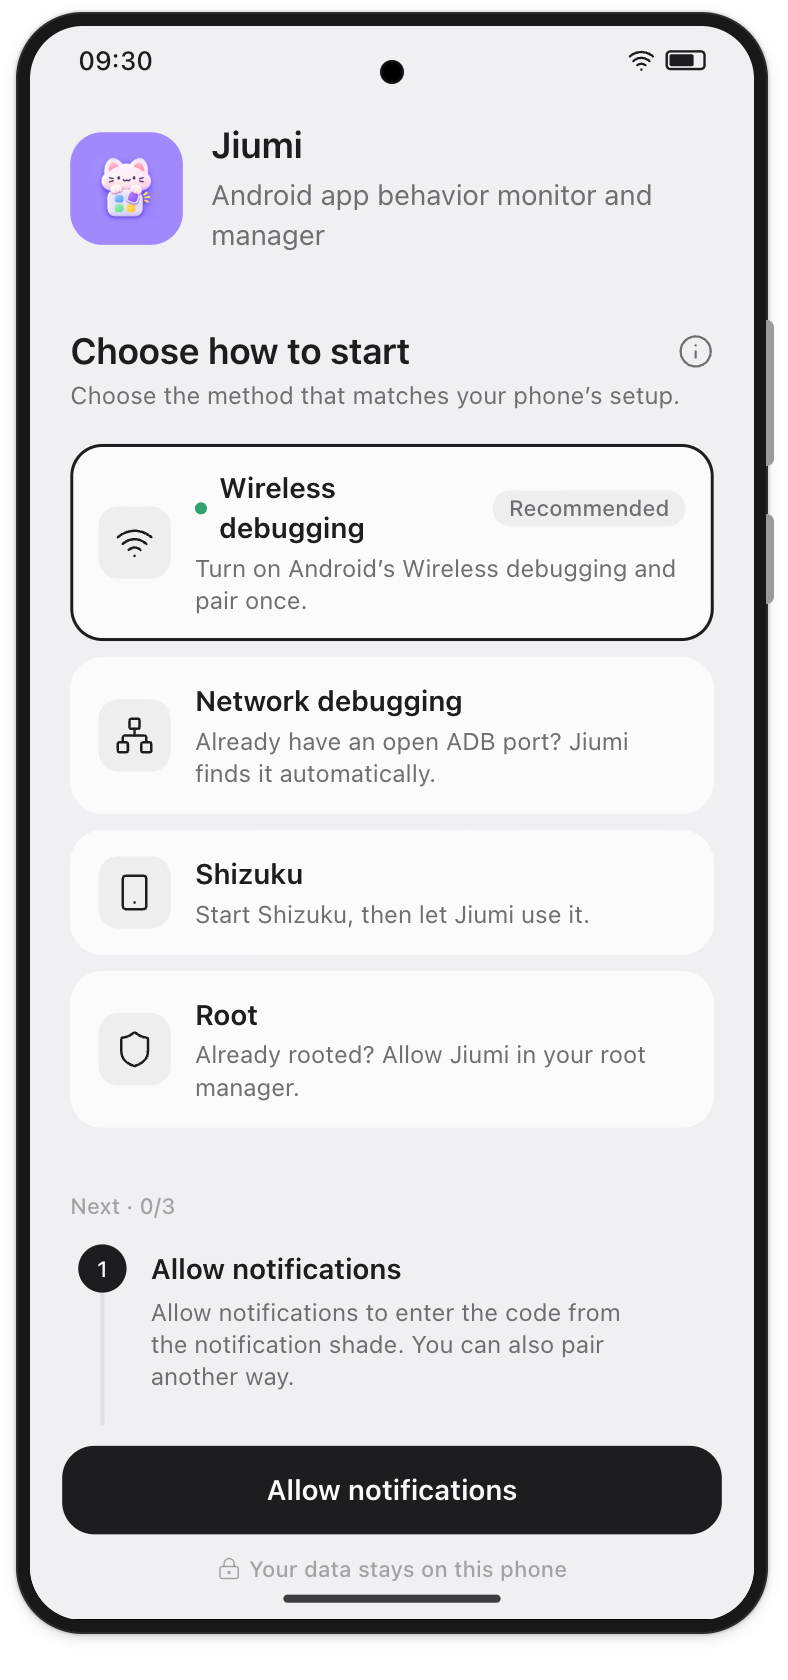 09:30
Jiumi
Android app behavior monitor and
manager
Choose how to start
Choose the method that matches your phone’s setup.
Wireless
debugging
Recommended
Turn on Android’s Wireless debugging and
pair once.
Network debugging
Already have an open ADB port? Jiumi
finds it automatically.
Shizuku
Start Shizuku, then let Jiumi use it.
Root
Already rooted? Allow Jiumi in your root
manager.
Next · 0/3
1
Allow notifications
Allow notifications to enter the code from
the notification shade. You can also pair
another way.
Allow notifications
Your data stays on this phone